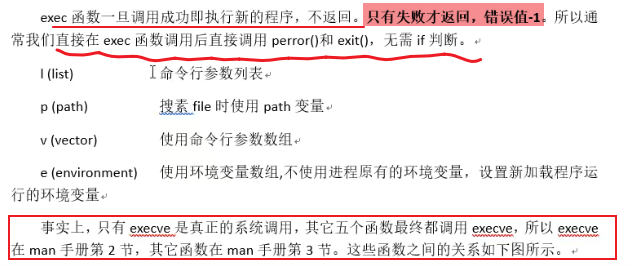 exec 函数一旦调用成功即执行新的程序，不返回。只有失败才返回，错误值-1。所以通
常我们直接在 exec 函数调用后直接调用 perror()和 exit()，无需 if 判断。
l (list) 命令行参数列表
p (path) 搜素 file 时使用 path 变量
v (vector) 使用命令行参数数组
e (environment) 使用环境变量数组,不使用进程原有的环境变量，设置新加载程序运
行的环境变量
事实上，只有 execve 是真正的系统调用，其它五个函数最终都调用 execve，所以 execve
在 man 手册第 2 节，其它函数在 man 手册第 3 节。这些函数之间的关系如下图所示。